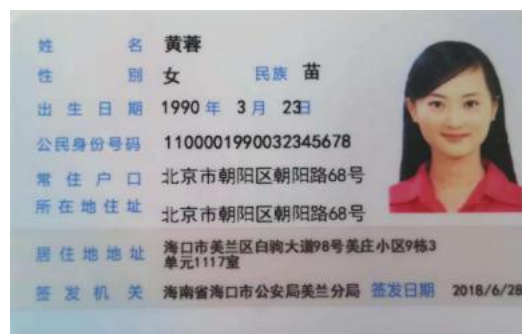 姓名 黄蓉
性别 女 民族 苗
出生日期 1990年 3月 23日
公民身份号码 1100001990032345678
常住户口 北京市朝阳区朝阳路68号
所在地住址 北京市朝阳区朝阳路68号
居住地地址 海口市美兰区白驹大道98号美庄小区9栋3
单元1117室
签发机关 海南省海口市公安局美兰分局 签发日期 2018/6/28